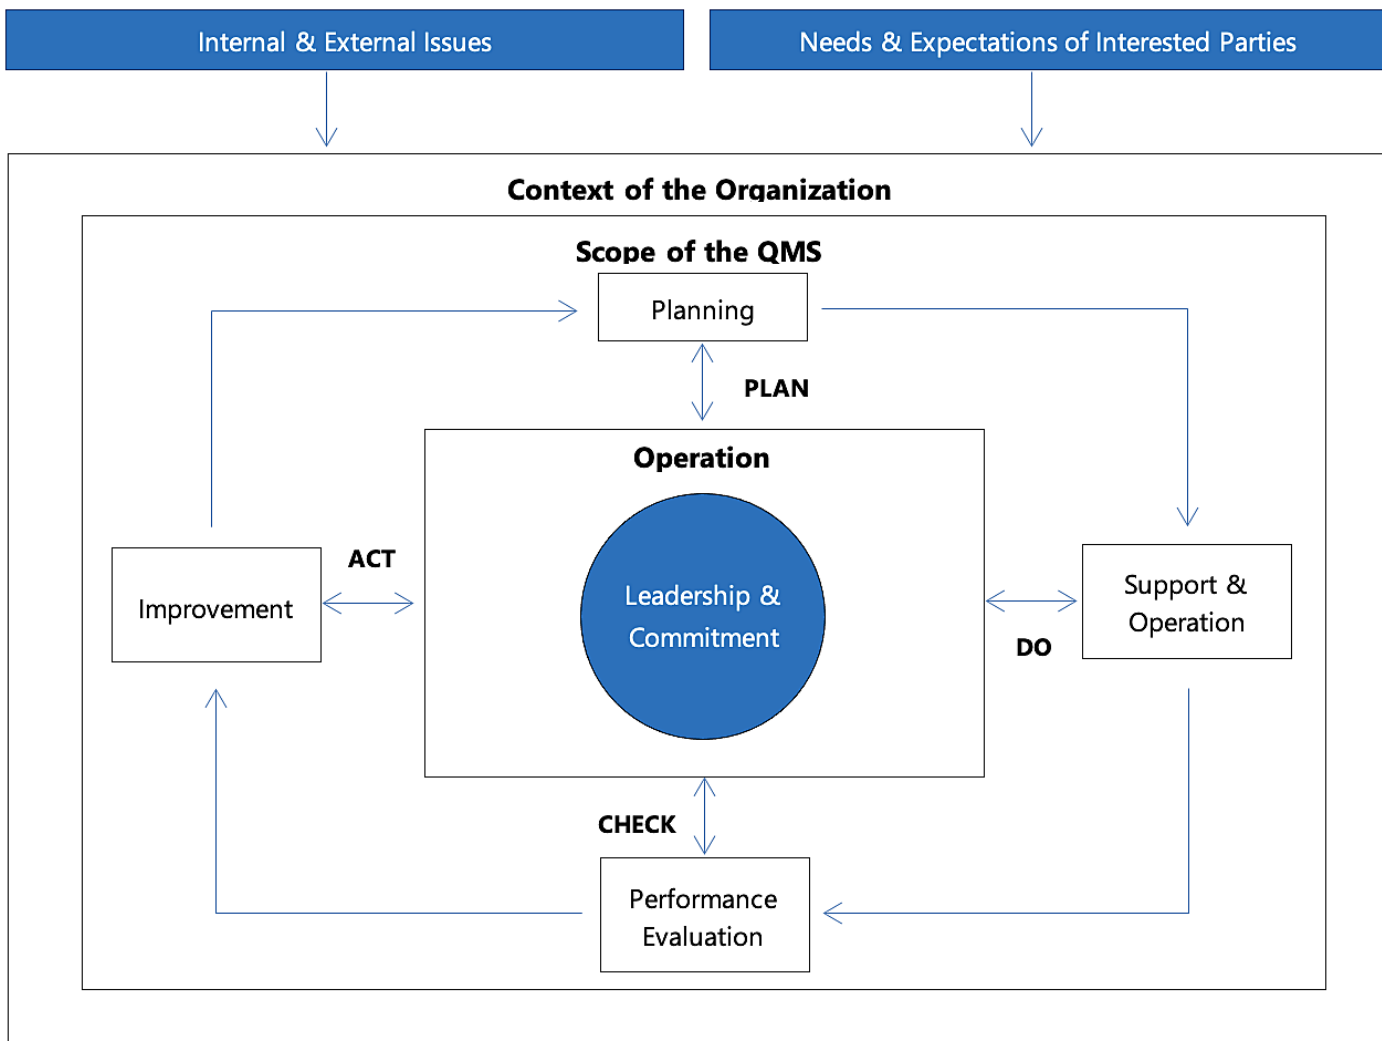 Internal & External Issues
Needs & Expectations of Interested Parties
Context of the Organization
Scope of the QMS
Planning
PLAN
Operation
ACT
Leadership &
Commitment
Improvement
Support &
Operation
DO
CHECK
Performance
Evaluation